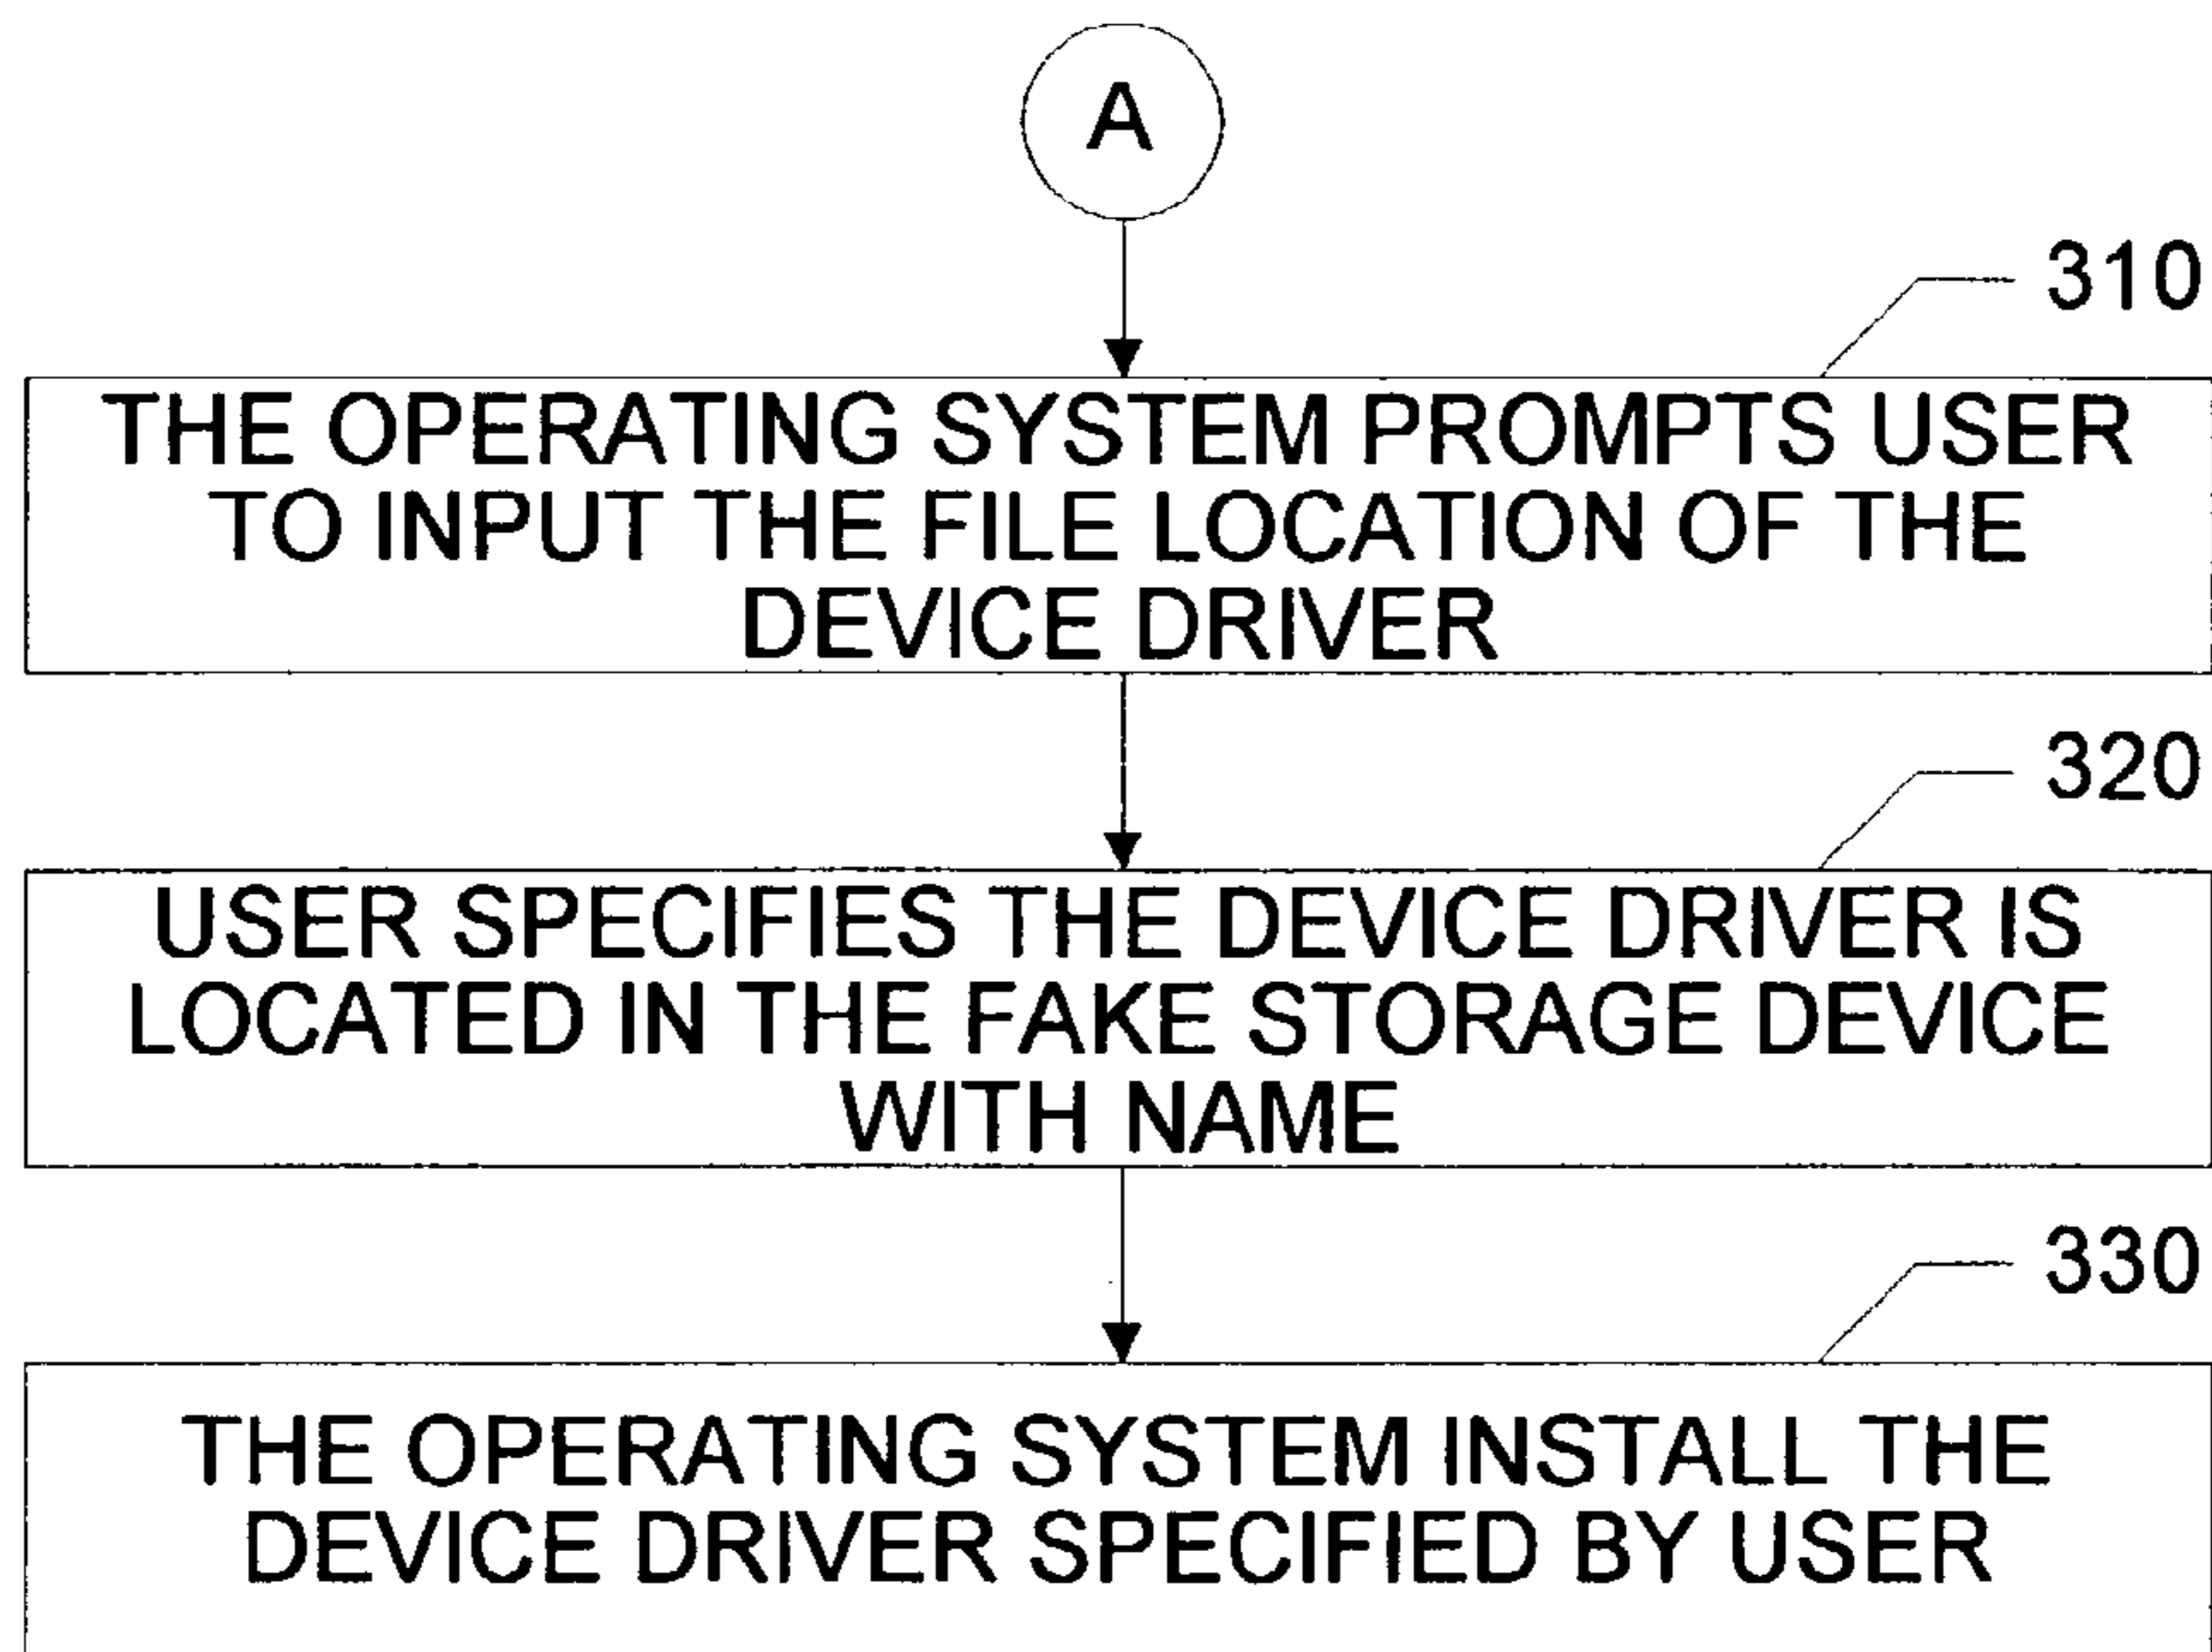 A
310
THE OPERATING SYSTEM PROMPTS USER
TO INPUT THE FILE LOCATION OF THE
DEVICE DRIVER
320
USER SPECIFIES THE DEVICE DRIVER IS
LOCATED IN THE FAKE STORAGE DEVICE
WITH NAME
330
THE OPERATING SYSTEM INSTALL THE
DEVICE DRIVER SPECIFIED BY USER